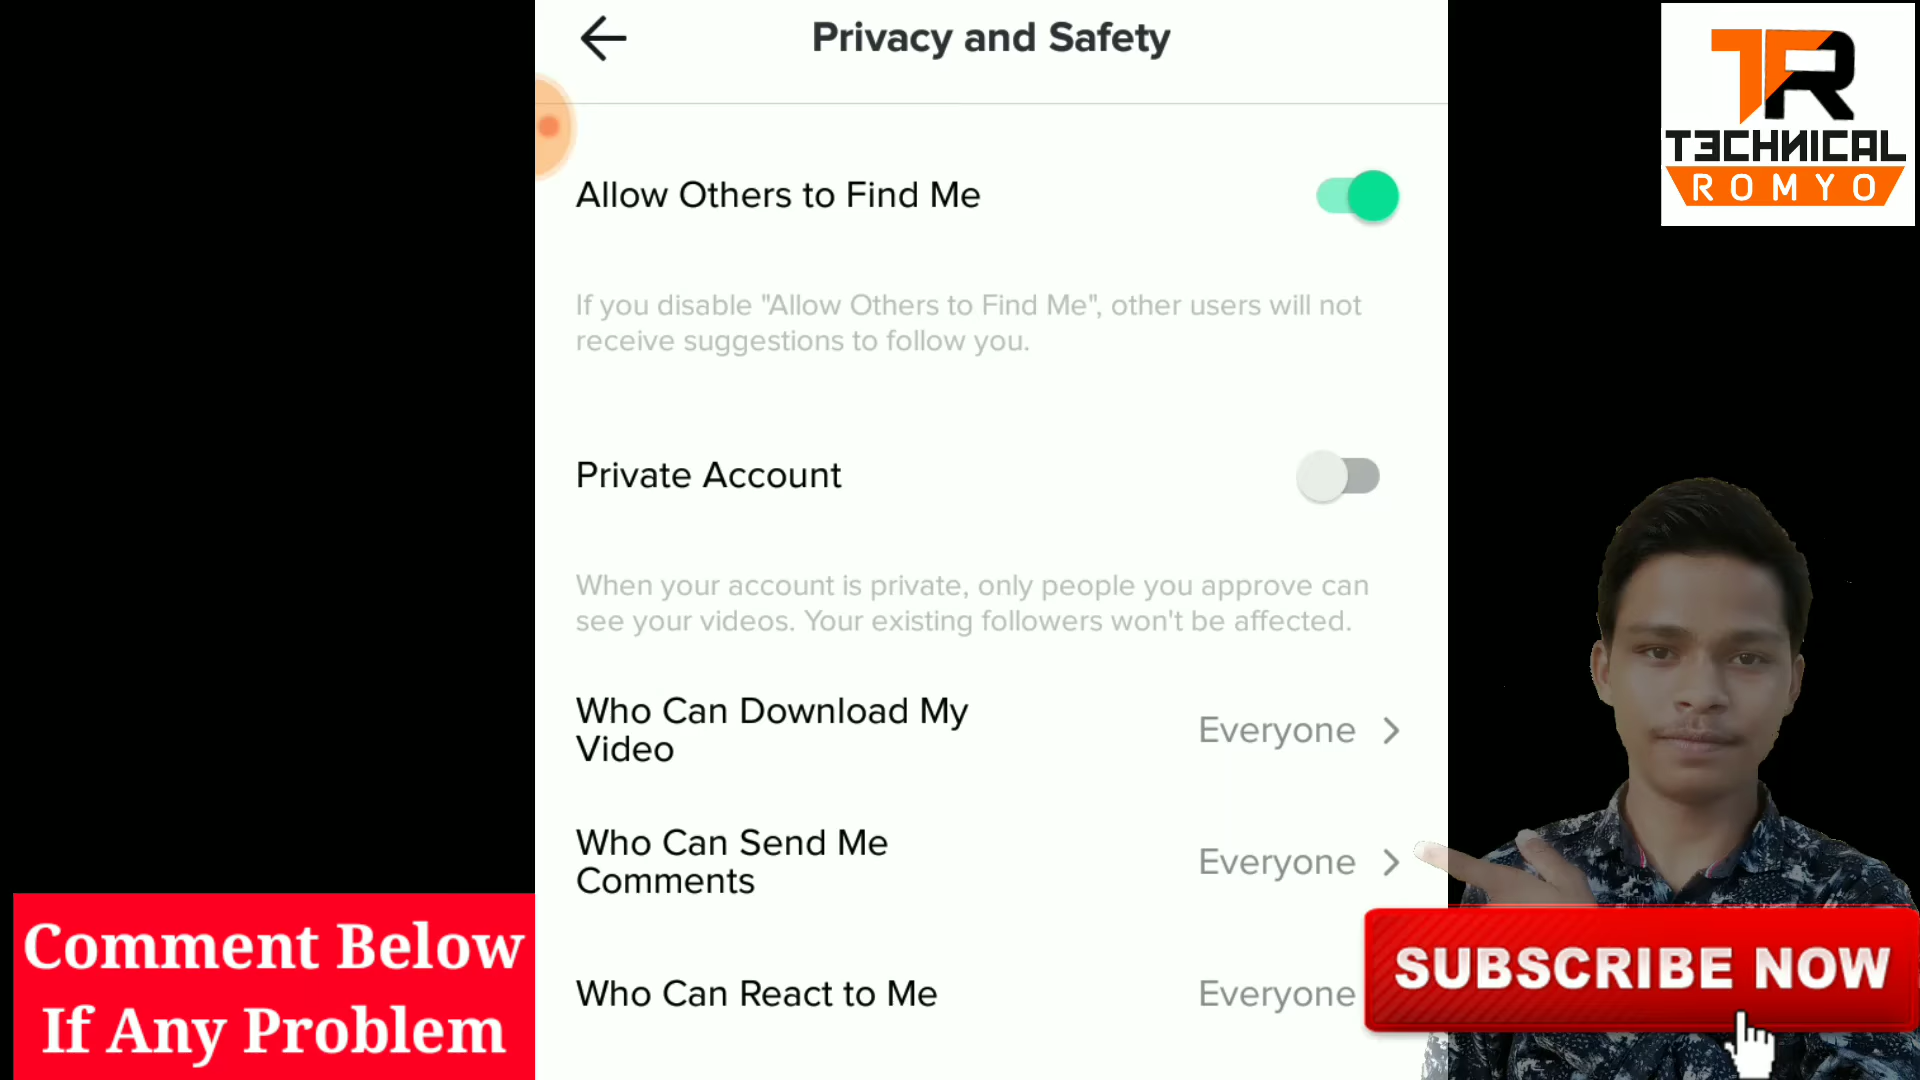 Privacy and Safety
TR
TECHNICAL
ROMYO
Allow Others to Find Me
If you disable "Allow Others to Find Me", other users will not
receive suggestions to follow you.
Private Account
When your account is private, only people you approve can
see your videos. Your existing followers won't be affected.
Who Can Download My
Video
Everyone
Who Can Send Me
Comments
Everyone
Who Can React to Me
Everyone
Comment Below
If Any Problem
SUBSCRIBE NOW